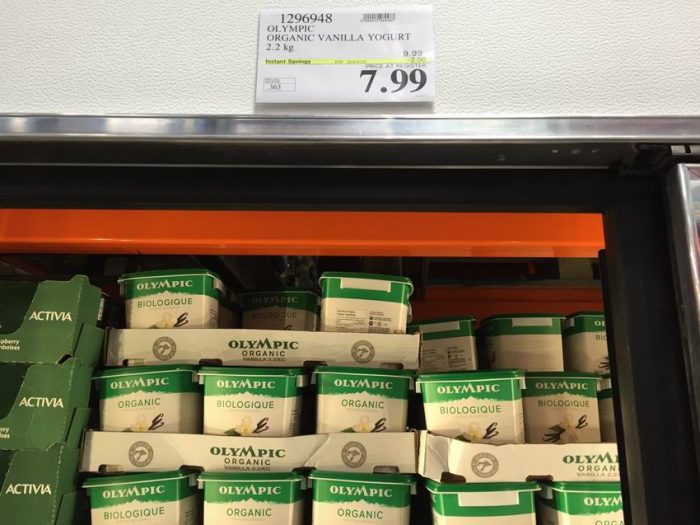 1296948
OLYMPIC
ORGANIC VANILLA YOGURT
2.2 kg
9.99
Instant Savings
-2.00
PRICE AT REGISTER
7.99
.363
OLYMPIC
BIOLOGIQUE
OLYMPIC
ACTIVIA
OLYMPIC
ORGANIC
VANILLA 2.2KG
OLYMPIC
ORGANIC
OLYMPIC
BIOLOGIQUE
OLYMPIC
ORGANIC
OLYMPIC
BIOLOGIQUE
OLYMPIC
BIOLOGIQUE
ACTIVIA
OLYMPIC
ORGANIC
VANILLA 2.2KG
ACTIVIA
OLYMPIC
BIOLOGIQUE
OLYMPIC
ORGANIC
OLYMPIC
ORGANIC
OLYMPIC